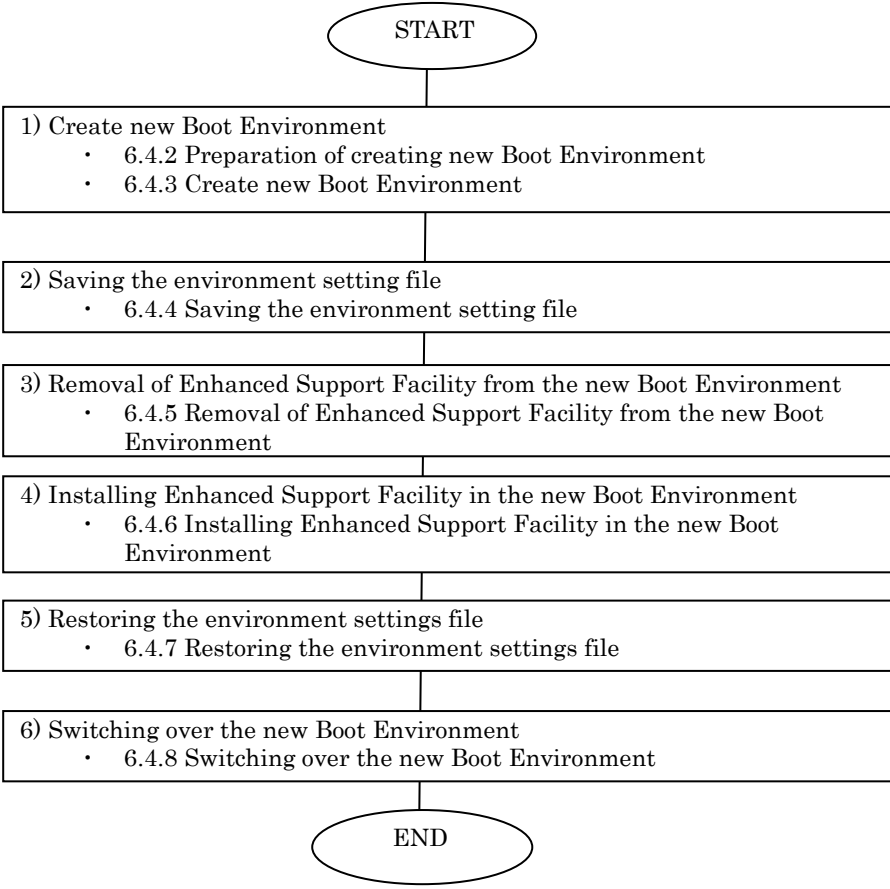 START
1) Create new Boot Environment
・ 6.4.2 Preparation of creating new Boot Environment
・ 6.4.3 Create new Boot Environment
2) Saving the environment setting file
・ 6.4.4 Saving the environment setting file
3) Removal of Enhanced Support Facility from the new Boot Environment
・ 6.4.5 Removal of Enhanced Support Facility from the new Boot
Environment
4) Installing Enhanced Support Facility in the new Boot Environment
・ 6.4.6 Installing Enhanced Support Facility in the new Boot
Environment
5) Restoring the environment settings file
・ 6.4.7 Restoring the environment settings file
6) Switching over the new Boot Environment
・ 6.4.8 Switching over the new Boot Environment
END